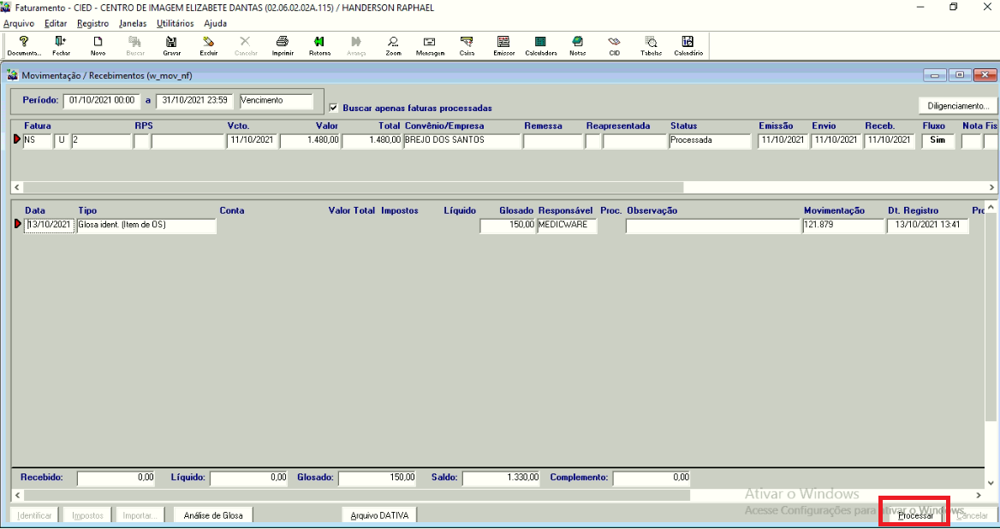 Faturamento - CIED - CENTRO DE IMAGEM ELIZABETE DANTAS (02.06.02.02A.115) / HANDERSON RAPHAEL
Arquivo Editar Registro Janelas Utilitários Ajuda
Documenta... Fechar Novo Buscar Gravar Excluir Cancelar Imprimir Retorna Avança Zoom Mensagem Caixa Emissor Calculadora Notas CID Tabelas Calendário
Movimentação / Recebimentos (w_mov_nf)
Período: 01/10/2021 00:00 a 31/10/2021 23:59 Vencimento
Buscar apenas faturas processadas
Diligenciamento...
Fatura RPS Vcto. Valor Total Convênio/Empresa Remessa Reapresentada Status Emissão Envio Receb. Fluxo Nota Fis
NS U 2 11/10/2021 1.480,00 1.480,00 BREJO DOS SANTOS Processada 11/10/2021 11/10/2021 11/10/2021 Sim
Data Tipo Conta Valor Total Impostos Líquido Glosado Responsável Proc. Observação Movimentação Dt. Registro Prc
13/10/2021 Glosa ident. (Item de OS) 150,00 MEDICWARE 121.879 13/10/2021 13:41
Recebido: 0,00 Líquido: 0,00 Glosado: 150,00 Saldo: 1.330,00 Complemento: 0,00
Ativar o Windows
Acesse Configurações para ativar o Windows.
Identificar Impostos Importar... Análise de Glosa Arquivo DATIVA Processar Cancelar